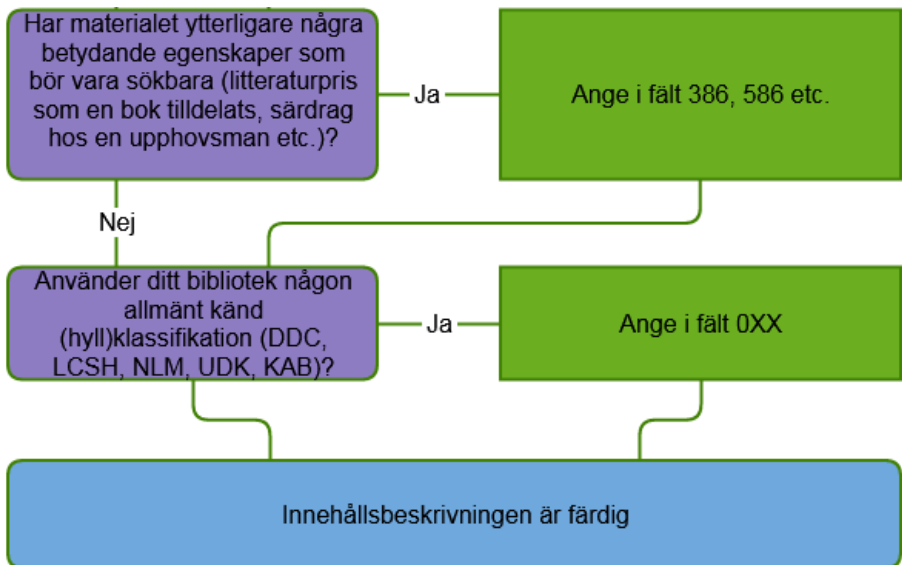 Har materialet ytterligare några
betydande egenskaper som
bör vara sökbara (litteraturpris
som en bok tilldelats, särdrag
hos en upphovsman etc.)?
Ja
Ange i fält 386, 586 etc.
Nej
Använder ditt bibliotek någon
allmänt känd
(hyll)klassifikation (DDC,
LCSH, NLM, UDK, KAB)?
Ja
Ange i fält 0XX
Innehållsbeskrivningen är färdig